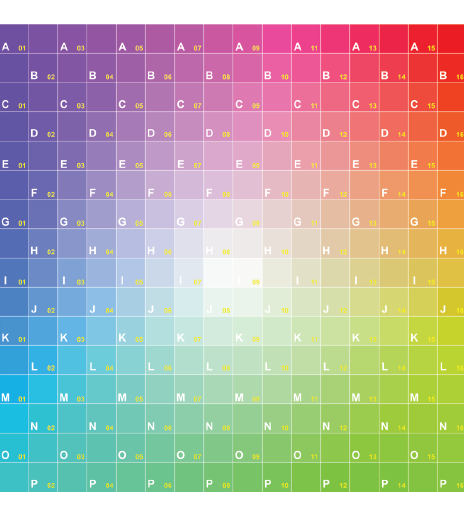 A 01 A 03 A 05 A 07 A 09 A 11 A 13 A 15
B 02 B 04 B 06 B 08 B 10 B 12 B 14 B 16
C 01 C 03 C 05 C 07 C 09 C 11 C 13 C 15
D 02 D 04 D 06 D 08 D 10 D 12 D 14 D 16
E 01 E 03 E 05 E 07 E 09 E 11 E 13 E 15
F 02 F 04 F 06 F 08 F 10 F 12 F 14 F 16
G 01 G 03 G 05 G 07 G 09 G 11 G 13 G 15
H 02 H 04 H 06 H 08 H 10 H 12 H 14 H 16
I 01 I 03 I 05 I 07 I 09 I 11 I 13 I 15
J 02 J 04 J 06 J 08 J 10 J 12 J 14 J 16
K 01 K 03 K 05 K 07 K 09 K 11 K 13 K 15
L 02 L 04 L 06 L 08 L 10 L 12 L 14 L 16
M 01 M 03 M 05 M 07 M 09 M 11 M 13 M 15
N 02 N 04 N 06 N 08 N 10 N 12 N 14 N 16
O 01 O 03 O 05 O 07 O 09 O 11 O 13 O 15
P 02 P 04 P 06 P 08 P 10 P 12 P 14 P 16